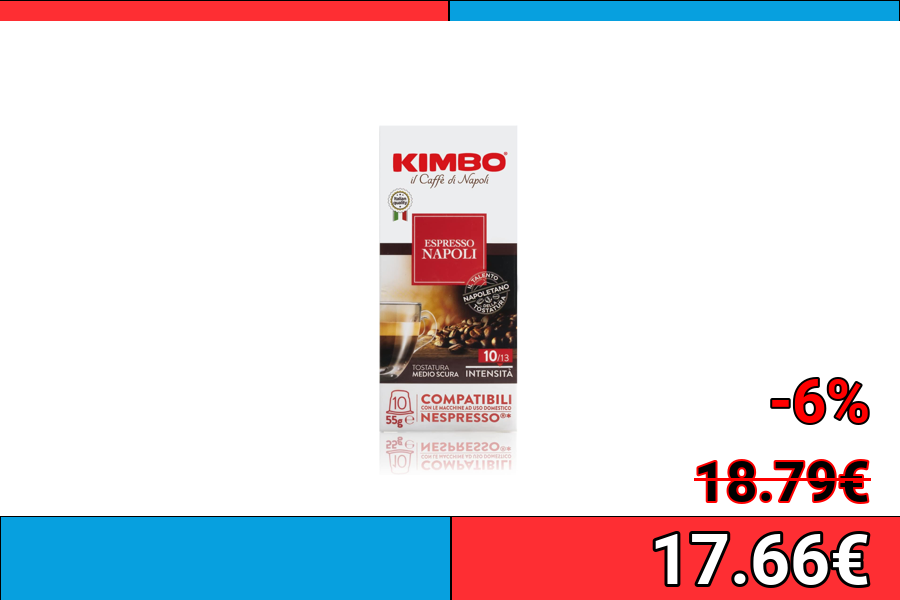 KIMBO®
il Caffè di Napoli
Italian
quality
ESPRESSO
NAPOLI
IL TALENTO
NAPOLETANO
DELLA
TOSTATURA
10/13
TOSTATURA
MEDIO SCURA
INTENSITÀ
10
55g ℮
COMPATIBILI
CON LE MACCHINE AD USO DOMESTICO
NESPRESSO®*
-6%
18.79€
17.66€